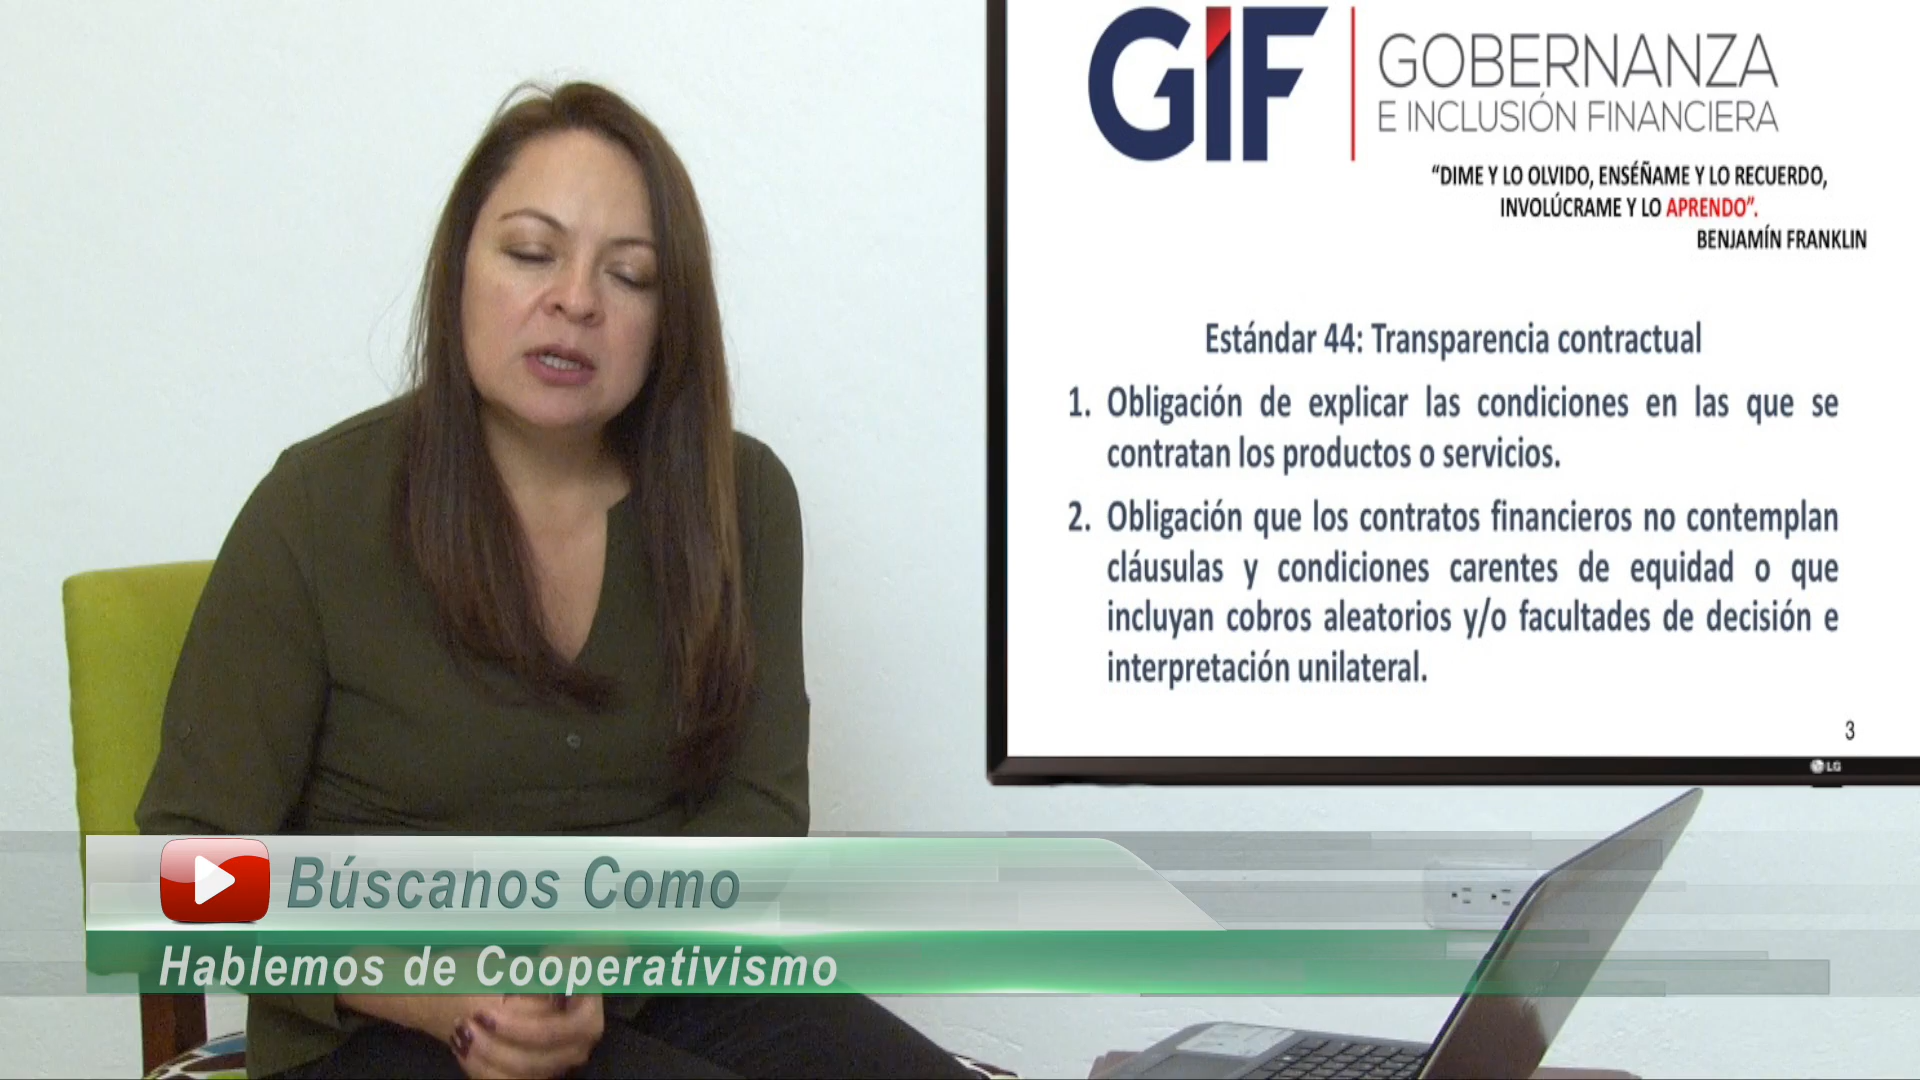 GIF
GOBERNANZA
E INCLUSIÓN FINANCIERA
“DIME Y LO OLVIDO, ENSÉÑAME Y LO RECUERDO,
INVOLÚCRAME Y LO APRENDO”.
BENJAMÍN FRANKLIN
Estándar 44: Transparencia contractual
1. Obligación de explicar las condiciones en las que se
contratan los productos o servicios.
2. Obligación que los contratos financieros no contemplan
cláusulas y condiciones carentes de equidad o que
incluyan cobros aleatorios y/o facultades de decisión e
interpretación unilateral.
3
LG
Búscanos Como
Hablemos de Cooperativismo